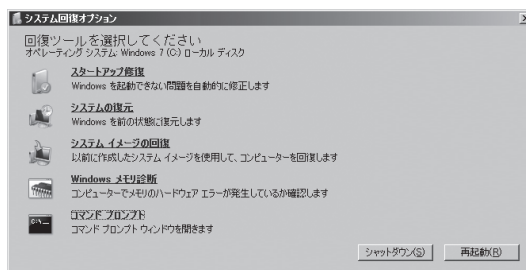 システム回復オプション
回復ツールを選択してください
オペレーティング システム: Windows 7 (C:) ローカル ディスク
スタートアップ修復
Windows を起動できない問題を自動的に修正します
システムの復元
Windows を前の状態に復元します
システム イメージの回復
以前に作成したシステム イメージを使用して、コンピューターを回復します
Windows メモリ診断
コンピューターでメモリのハードウェア エラーが発生しているか確認します
コマンド プロンプト
コマンド プロンプト ウィンドウを開きます
シャットダウン(S) 再起動(R)